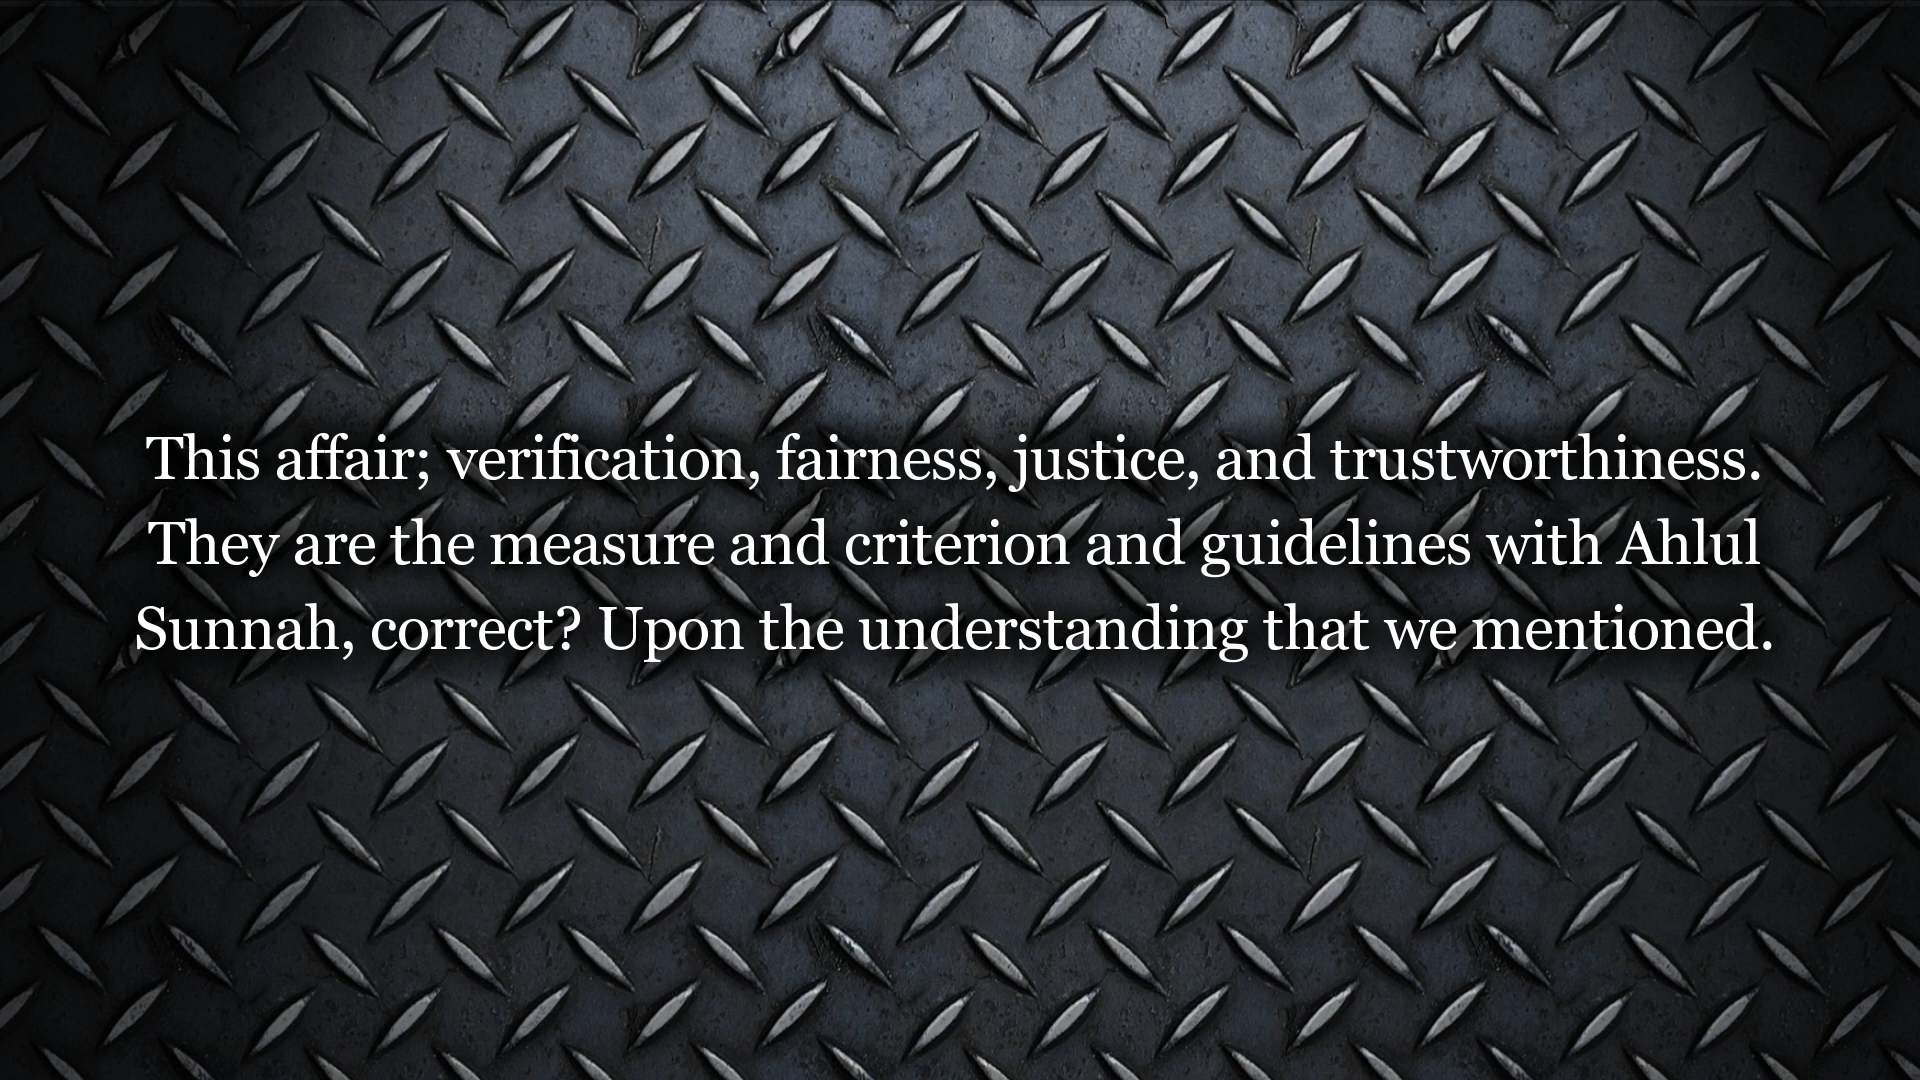 This affair; verification, fairness, justice, and trustworthiness.
They are the measure and criterion and guidelines with Ahlul
Sunnah, correct? Upon the understanding that we mentioned.